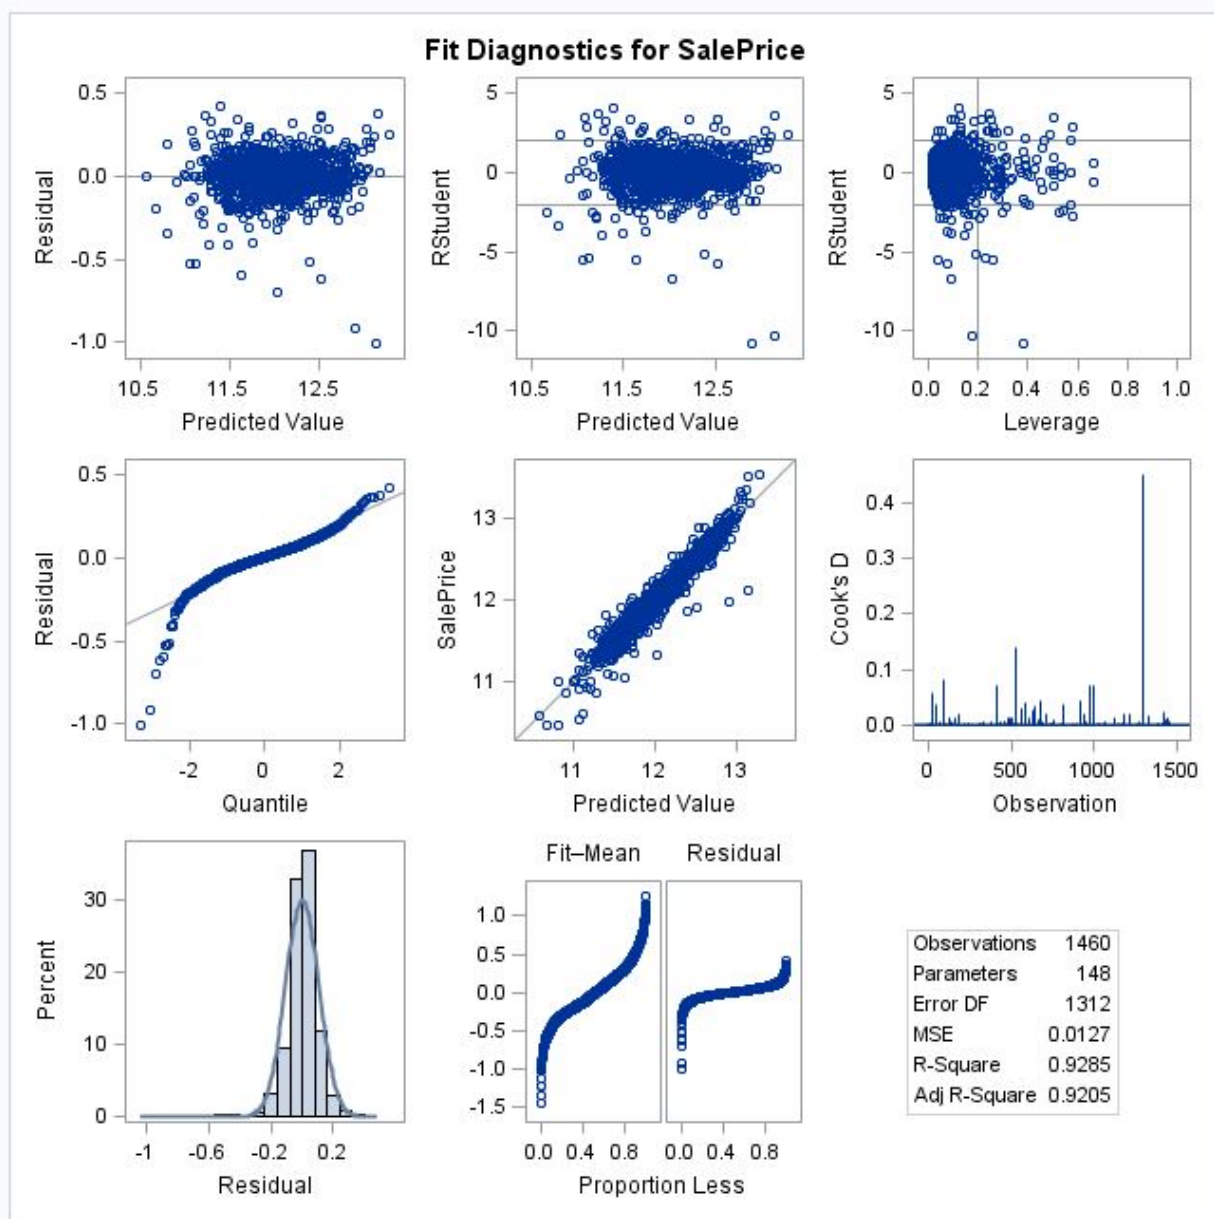 Fit Diagnostics for SalePrice
0.5
0.0
-0.5
-1.0
Residual
10.5 11.5 12.5
Predicted Value
5
0
-5
-10
RStudent
10.5 11.5 12.5
Predicted Value
5
0
-5
-10
RStudent
0.0 0.2 0.4 0.6 0.8 1.0
Leverage
0.5
0.0
-0.5
-1.0
Residual
-2 0 2
Quantile
13
12
11
SalePrice
11 12 13
Predicted Value
0.4
0.3
0.2
0.1
0.0
Cook's D
0 500 1000 1500
Observation
30
20
10
0
Percent
-1 -0.6 -0.2 0.2
Residual
Fit–Mean Residual
1.0
0.5
0.0
-0.5
-1.0
-1.5
0.0 0.4 0.8 0.0 0.4 0.8
Proportion Less
Observations 1460
Parameters 148
Error DF 1312
MSE 0.0127
R-Square 0.9285
Adj R-Square 0.9205